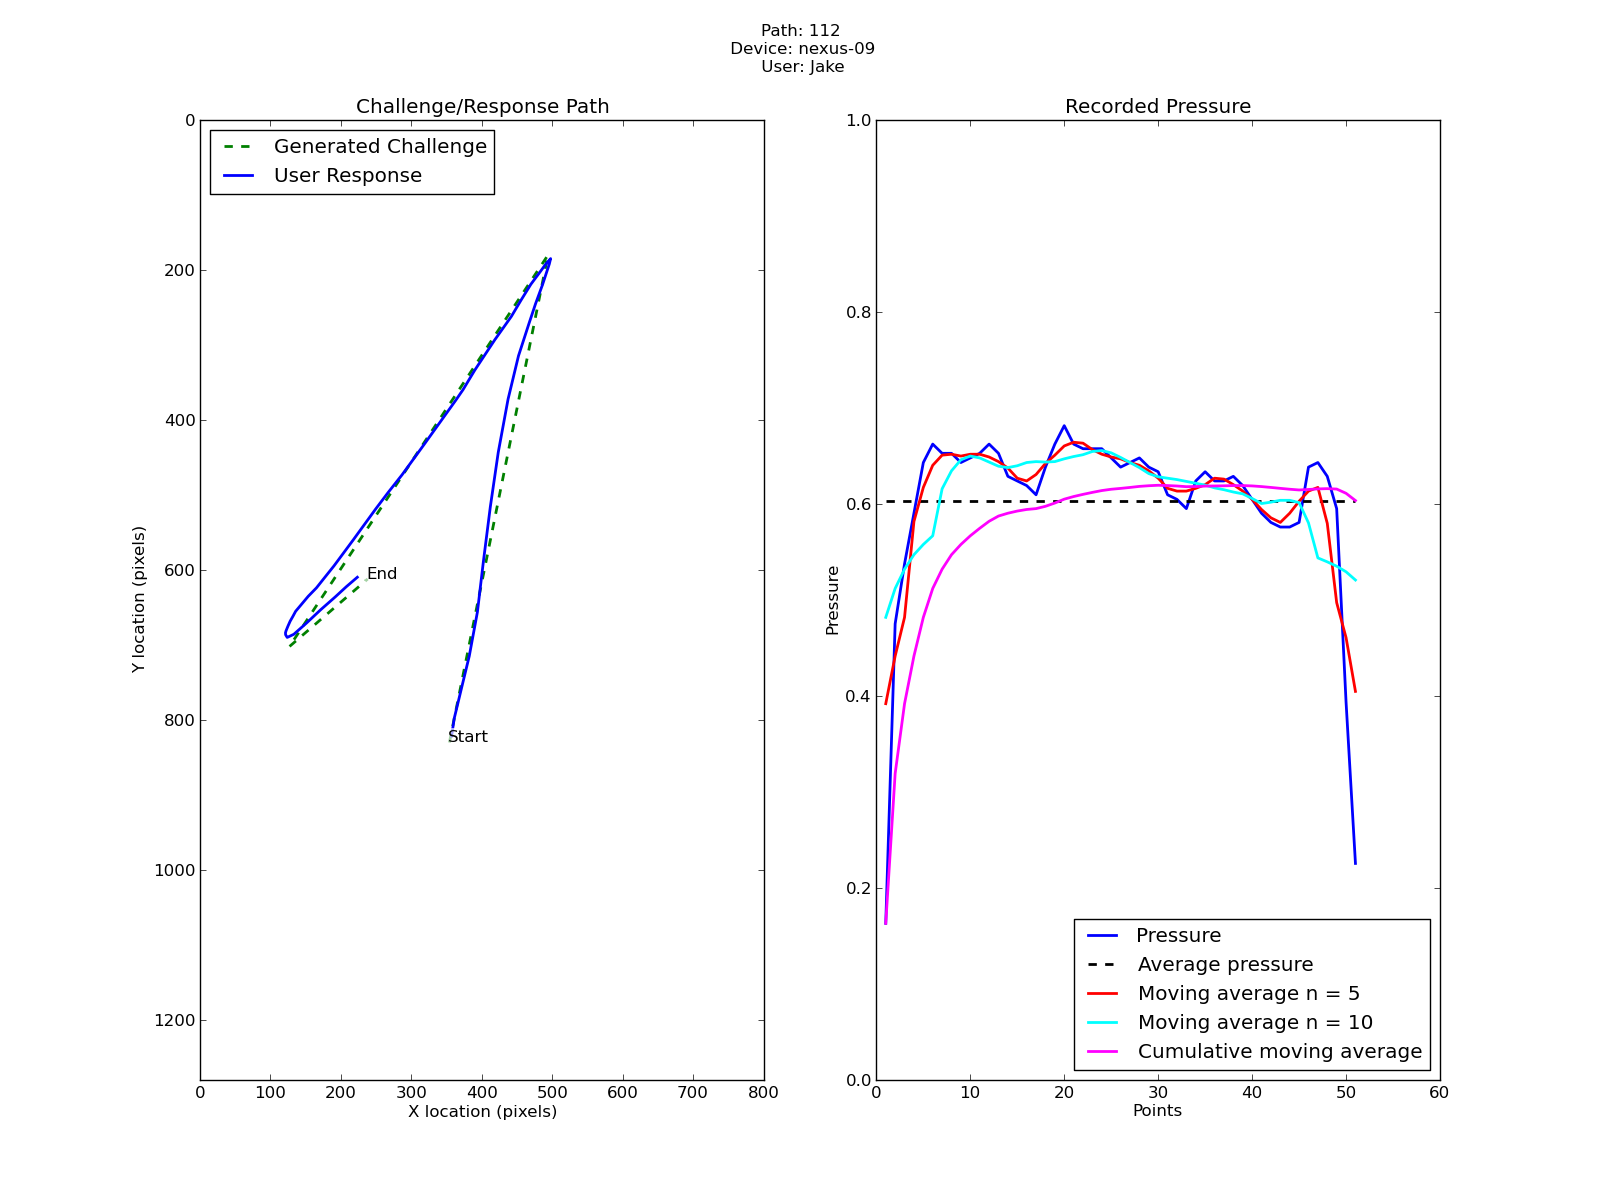 Path: 112
Device: nexus-09
User: Jake
Challenge/Response Path
Generated Challenge
User Response
0
200
400
600
800
1000
1200
Y location (pixels)
End
Start
0 100 200 300 400 500 600 700 800
X location (pixels)
Recorded Pressure
1.0
0.8
0.6
0.4
0.2
0.0
Pressure
Pressure
Average pressure
Moving average n = 5
Moving average n = 10
Cumulative moving average
0 10 20 30 40 50 60
Points